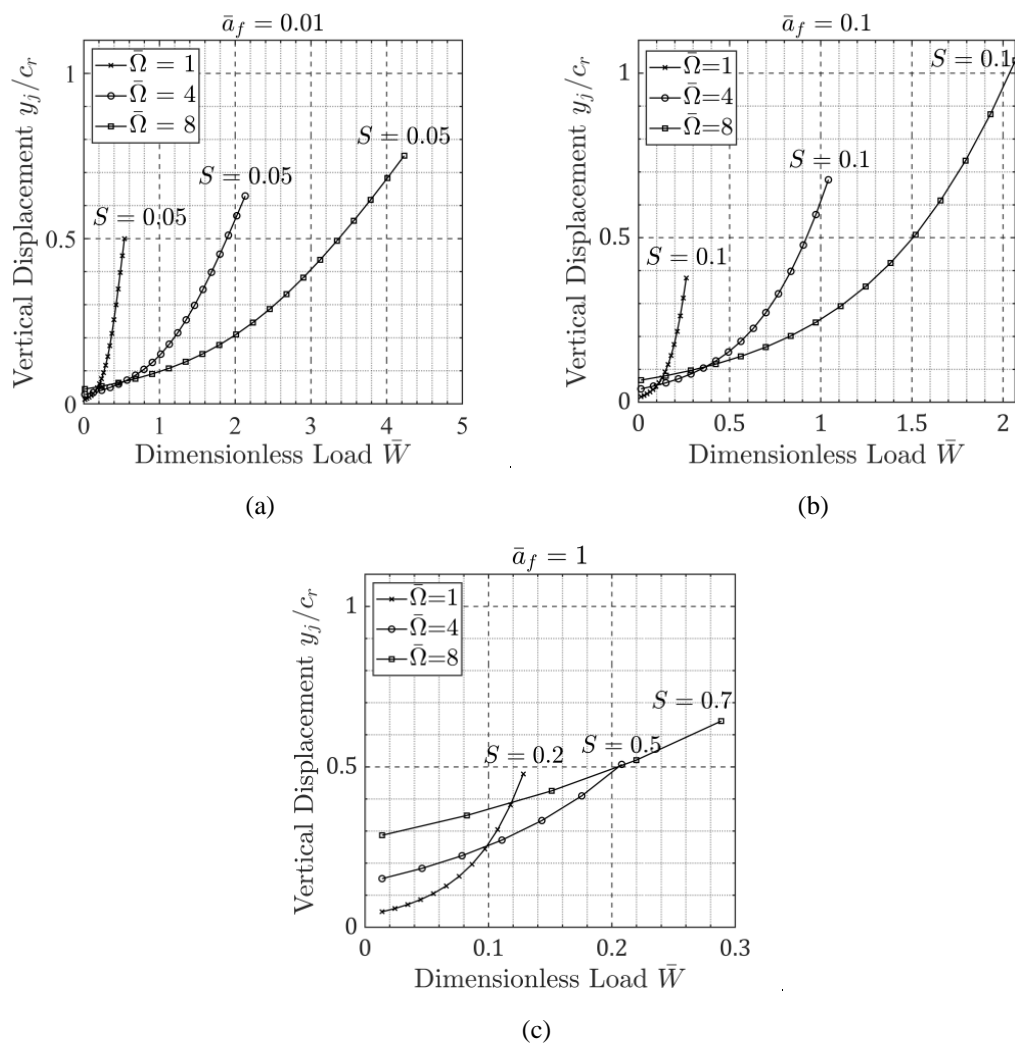 ā_f = 0.01
Ω̄ = 1
Ω̄ = 4
Ω̄ = 8
S = 0.05
S = 0.05
S = 0.05
Vertical Displacement y_j/c_r
1
0.5
0
0 1 2 3 4 5
Dimensionless Load W̄
(a)
ā_f = 0.1
Ω̄=1
Ω̄=4
Ω̄=8
S = 0.1
S = 0.1
S = 0.1
Vertical Displacement y_j/c_r
1
0.5
0
0 0.5 1 1.5 2
Dimensionless Load W̄
(b)
ā_f = 1
Ω̄=1
Ω̄=4
Ω̄=8
S = 0.7
S = 0.5
S = 0.2
Vertical Displacement y_j/c_r
1
0.5
0
0 0.1 0.2 0.3
Dimensionless Load W̄
(c)